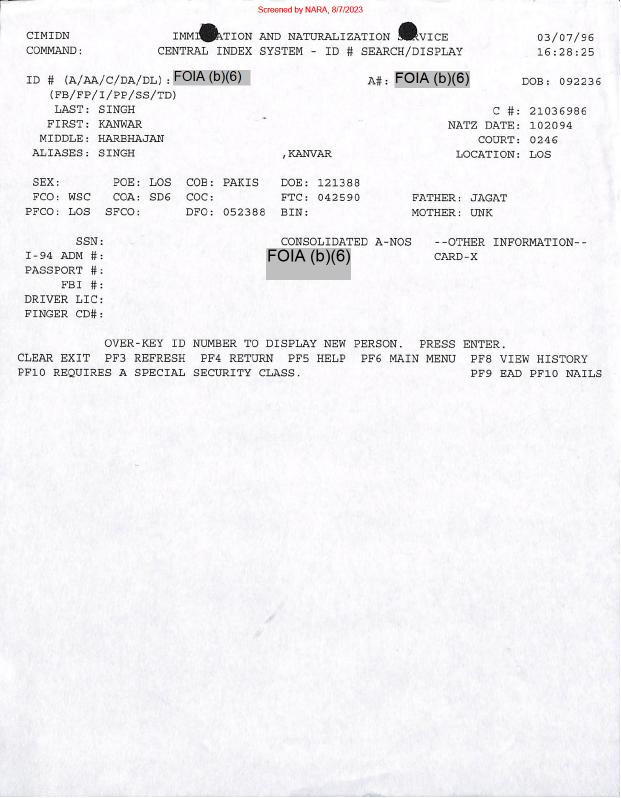 Screened by NARA, 8/7/2023
CIMIDN IMMI ATION AND NATURALIZATION S RVICE 03/07/96
COMMAND: CENTRAL INDEX SYSTEM - ID # SEARCH/DISPLAY 16:28:25
ID # (A/AA/C/DA/DL): FOIA (b)(6) A#: FOIA (b)(6) DOB: 092236
(FB/FP/I/PP/SS/TD)
LAST: SINGH C #: 21036986
FIRST: KANWAR NATZ DATE: 102094
MIDDLE: HARBHAJAN COURT: 0246
ALIASES: SINGH ,KANVAR LOCATION: LOS
SEX: POE: LOS COB: PAKIS DOE: 121388
FCO: WSC COA: SD6 COC: FTC: 042590 FATHER: JAGAT
PFCO: LOS SFCO: DFO: 052388 BIN: MOTHER: UNK
SSN: CONSOLIDATED A-NOS --OTHER INFORMATION--
I-94 ADM #: FOIA (b)(6) CARD-X
PASSPORT #:
FBI #:
DRIVER LIC:
FINGER CD#:
OVER-KEY ID NUMBER TO DISPLAY NEW PERSON. PRESS ENTER.
CLEAR EXIT PF3 REFRESH PF4 RETURN PF5 HELP PF6 MAIN MENU PF8 VIEW HISTORY
PF10 REQUIRES A SPECIAL SECURITY CLASS. PF9 EAD PF10 NAILS